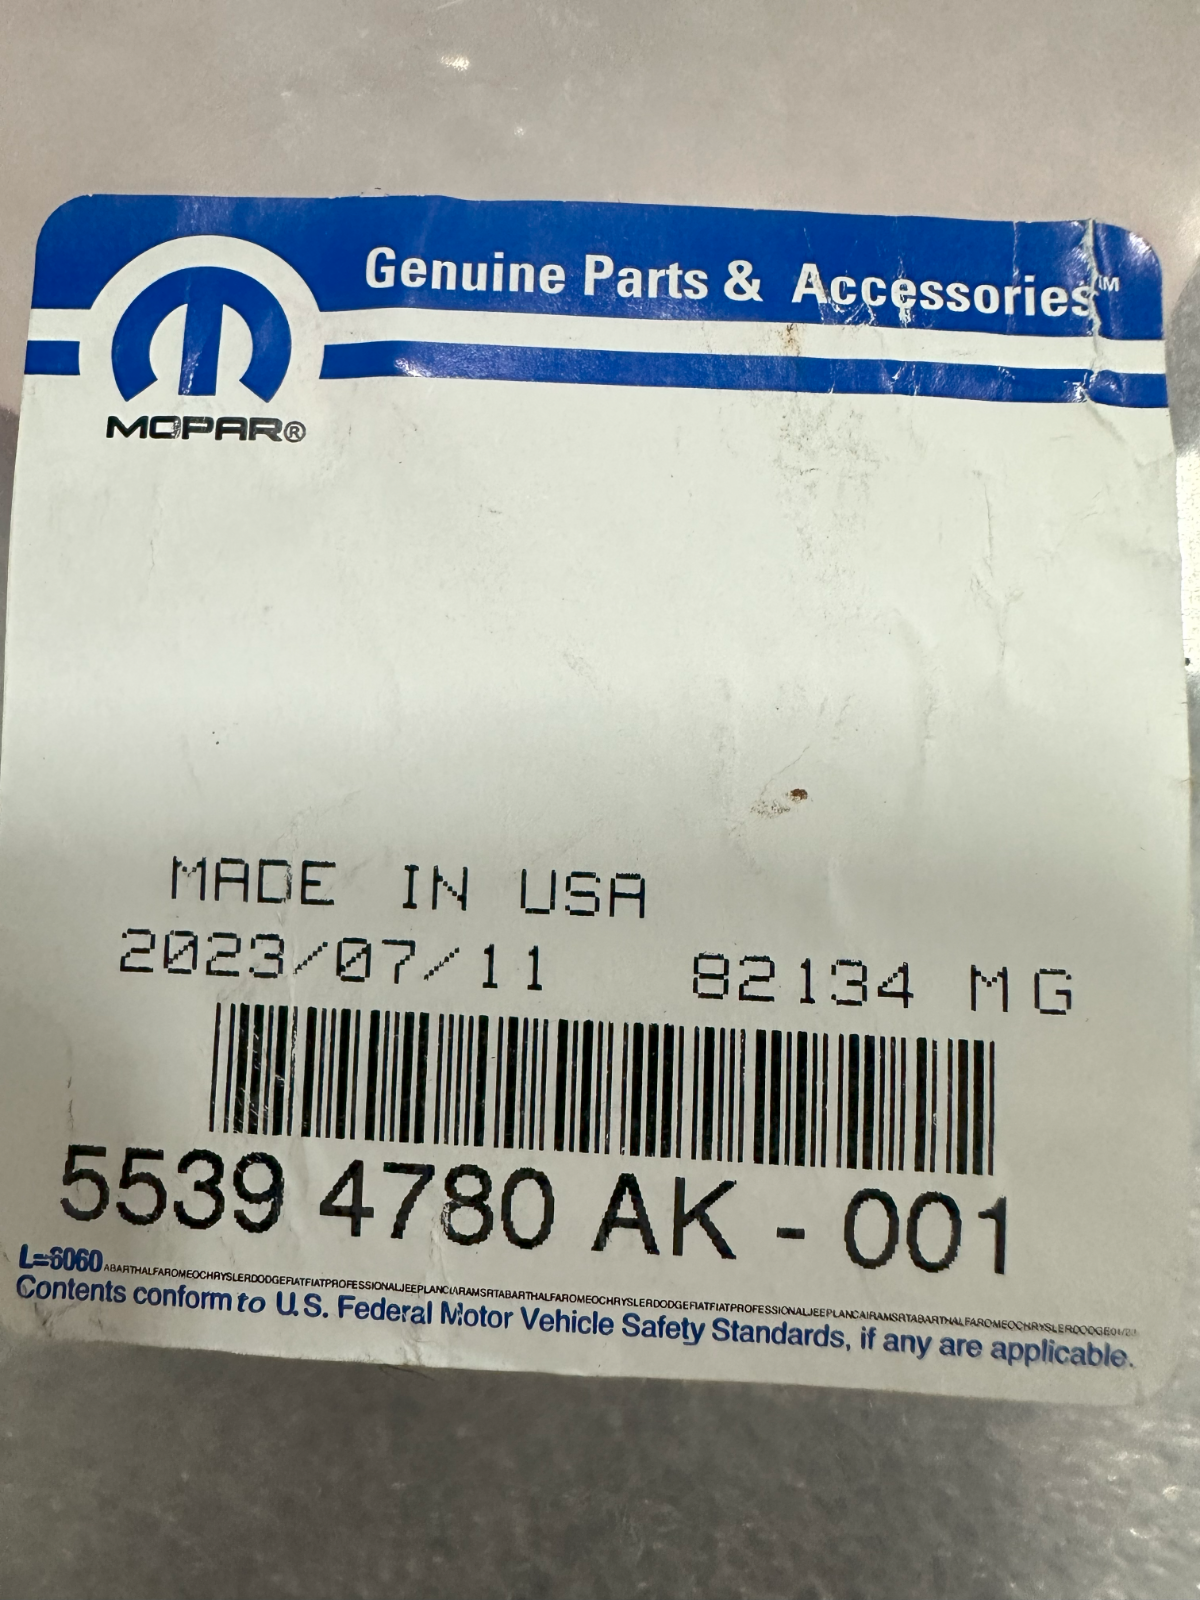 Genuine Parts & Accessories™
MOPAR®
MADE IN USA
2023/07/11 82134 MG
5539 4780 AK - 001
L=6060 ABARTHALFAROMEOCHRYSLERDODGEFIATFIATPROFESSIONALJEEPLANCIARAMSRTABARTHALFAROMEOCHRYSLERDODGEFIATFIATPROFESSIONALJEEPLANCIARAMSRTABARTHALFAROMEOCHRYSLERDODGE
Contents conform to U.S. Federal Motor Vehicle Safety Standards, if any are applicable.